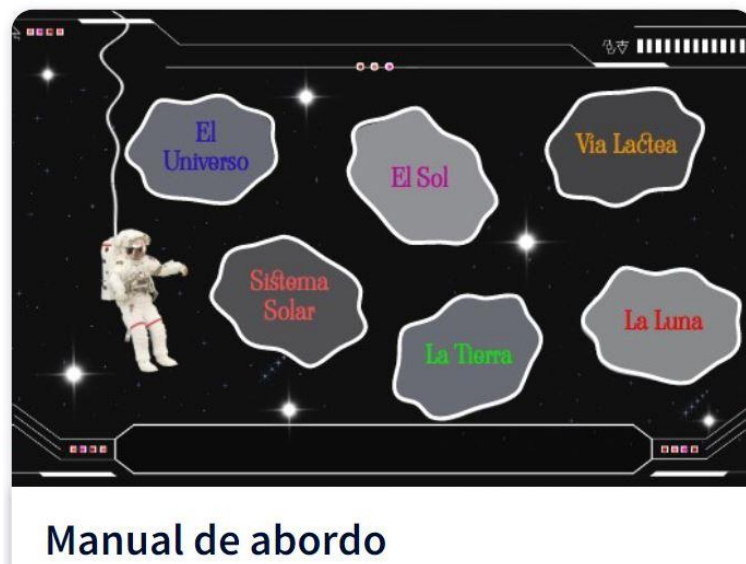 El
Universo
El Sol
Via Lactea
Sistema
Solar
La Tierra
La Luna
Manual de abordo